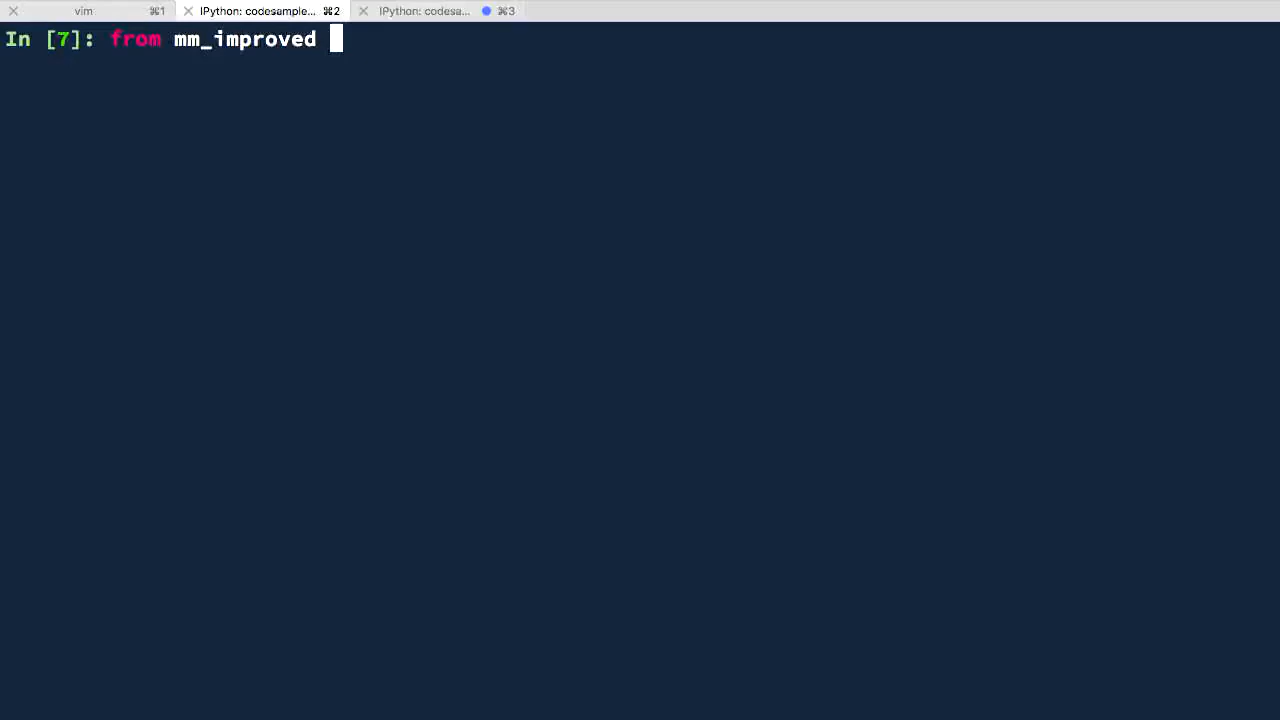 vim ⌘1 IPython: codesample... ⌘2 IPython: codesa... ⌘3
In [7]: from mm_improved